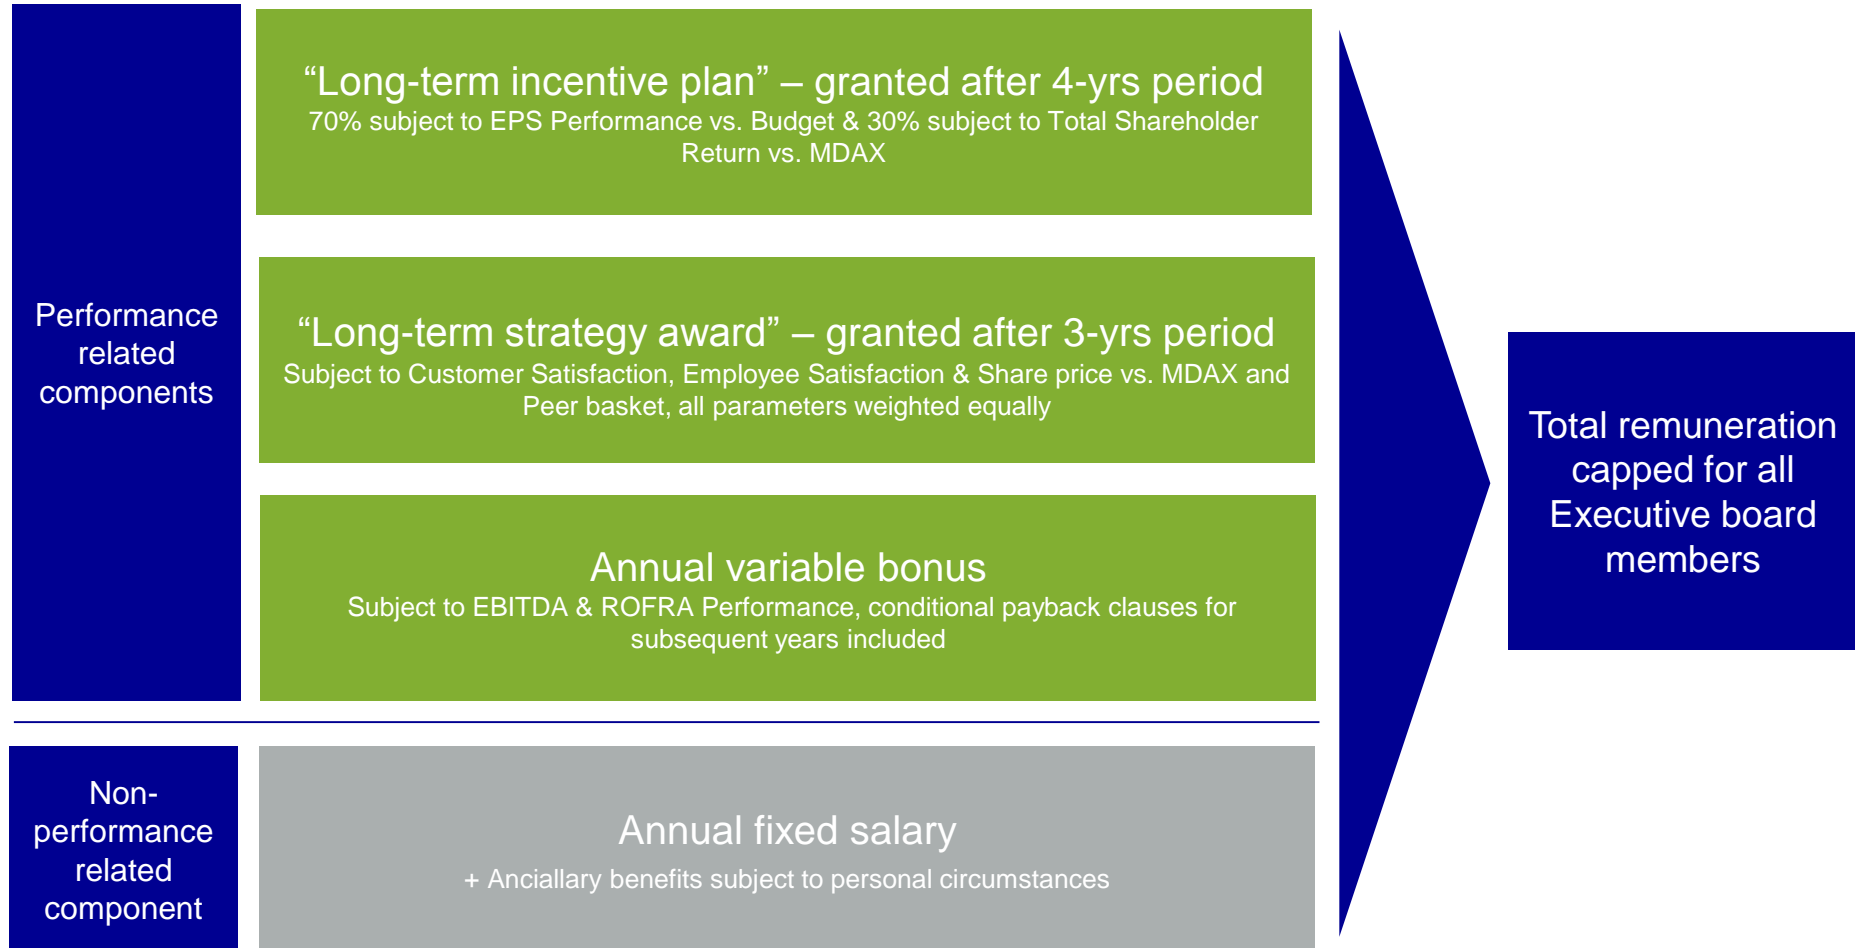 Performance
related
components
“Long-term incentive plan” – granted after 4-yrs period
70% subject to EPS Performance vs. Budget & 30% subject to Total Shareholder
Return vs. MDAX
“Long-term strategy award” – granted after 3-yrs period
Subject to Customer Satisfaction, Employee Satisfaction & Share price vs. MDAX and
Peer basket, all parameters weighted equally
Annual variable bonus
Subject to EBITDA & ROFRA Performance, conditional payback clauses for
subsequent years included
Non-
performance
related
component
Annual fixed salary
+ Anciallary benefits subject to personal circumstances
Total remuneration
capped for all
Executive board
members